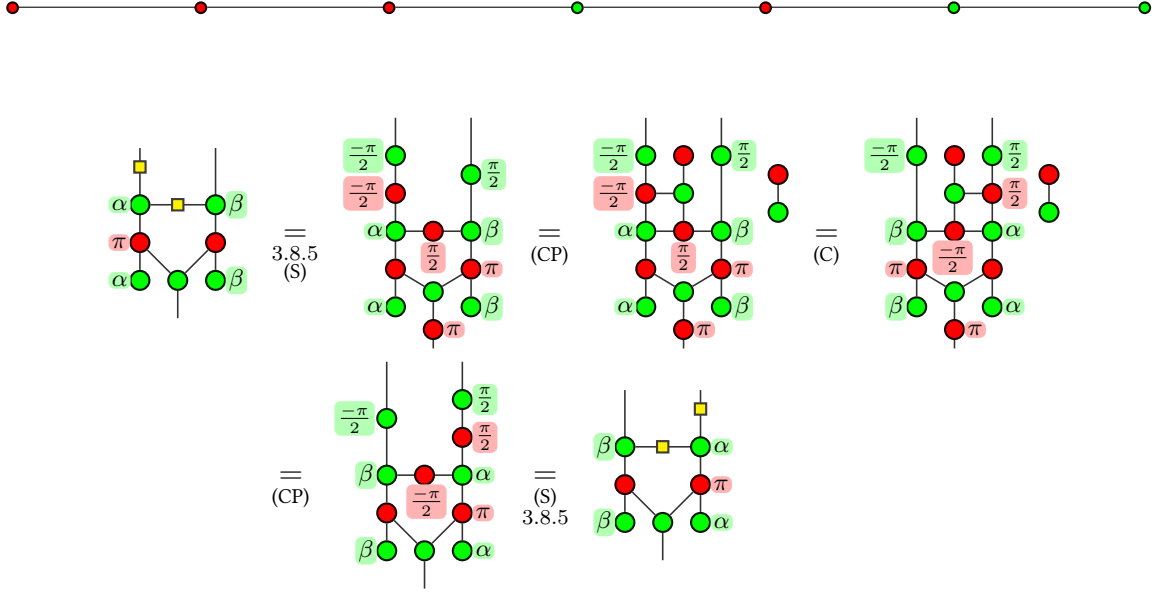 α β
π
α β
=
3.8.5
(S)
-π/2
π/2
-π/2
α β
π/2
π
α β
π
=
(CP)
-π/2 π/2
-π/2
α β
π/2
π
α β
π
=
(C)
-π/2 π/2
π/2
β α
-π/2
π
β α
π
=
(CP)
π/2
-π/2
π/2
β α
-π/2
π
β α
=
(S)
3.8.5
β α
π
β α